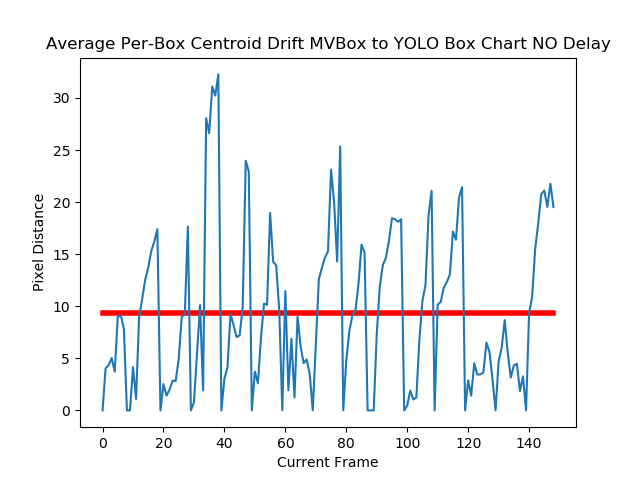 Average Per-Box Centroid Drift MVBox to YOLO Box Chart NO Delay
Pixel Distance
30
25
20
15
10
5
0
0 20 40 60 80 100 120 140
Current Frame